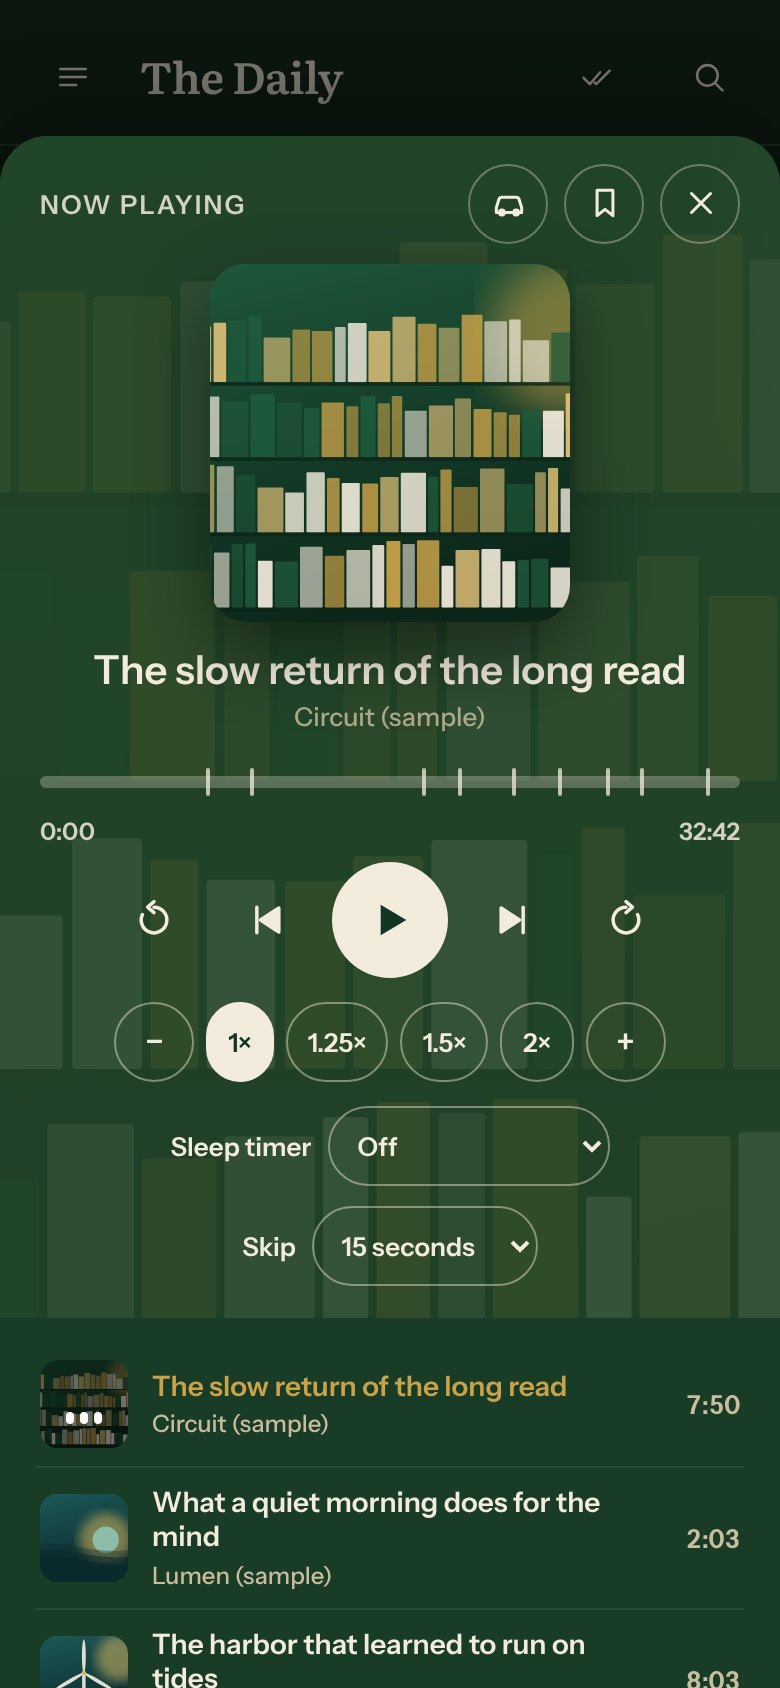 The Daily
NOW PLAYING
The slow return of the long read
Circuit (sample)
0:00
32:42
−
1×
1.25×
1.5×
2×
+
Sleep timer
Off
Skip
15 seconds
The slow return of the long read
Circuit (sample)
7:50
What a quiet morning does for the
mind
Lumen (sample)
2:03
The harbor that learned to run on
tides
8:03